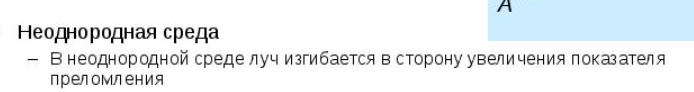 A
Неоднородная среда
– В неоднородной среде луч изгибается в сторону увеличения показателя
преломления